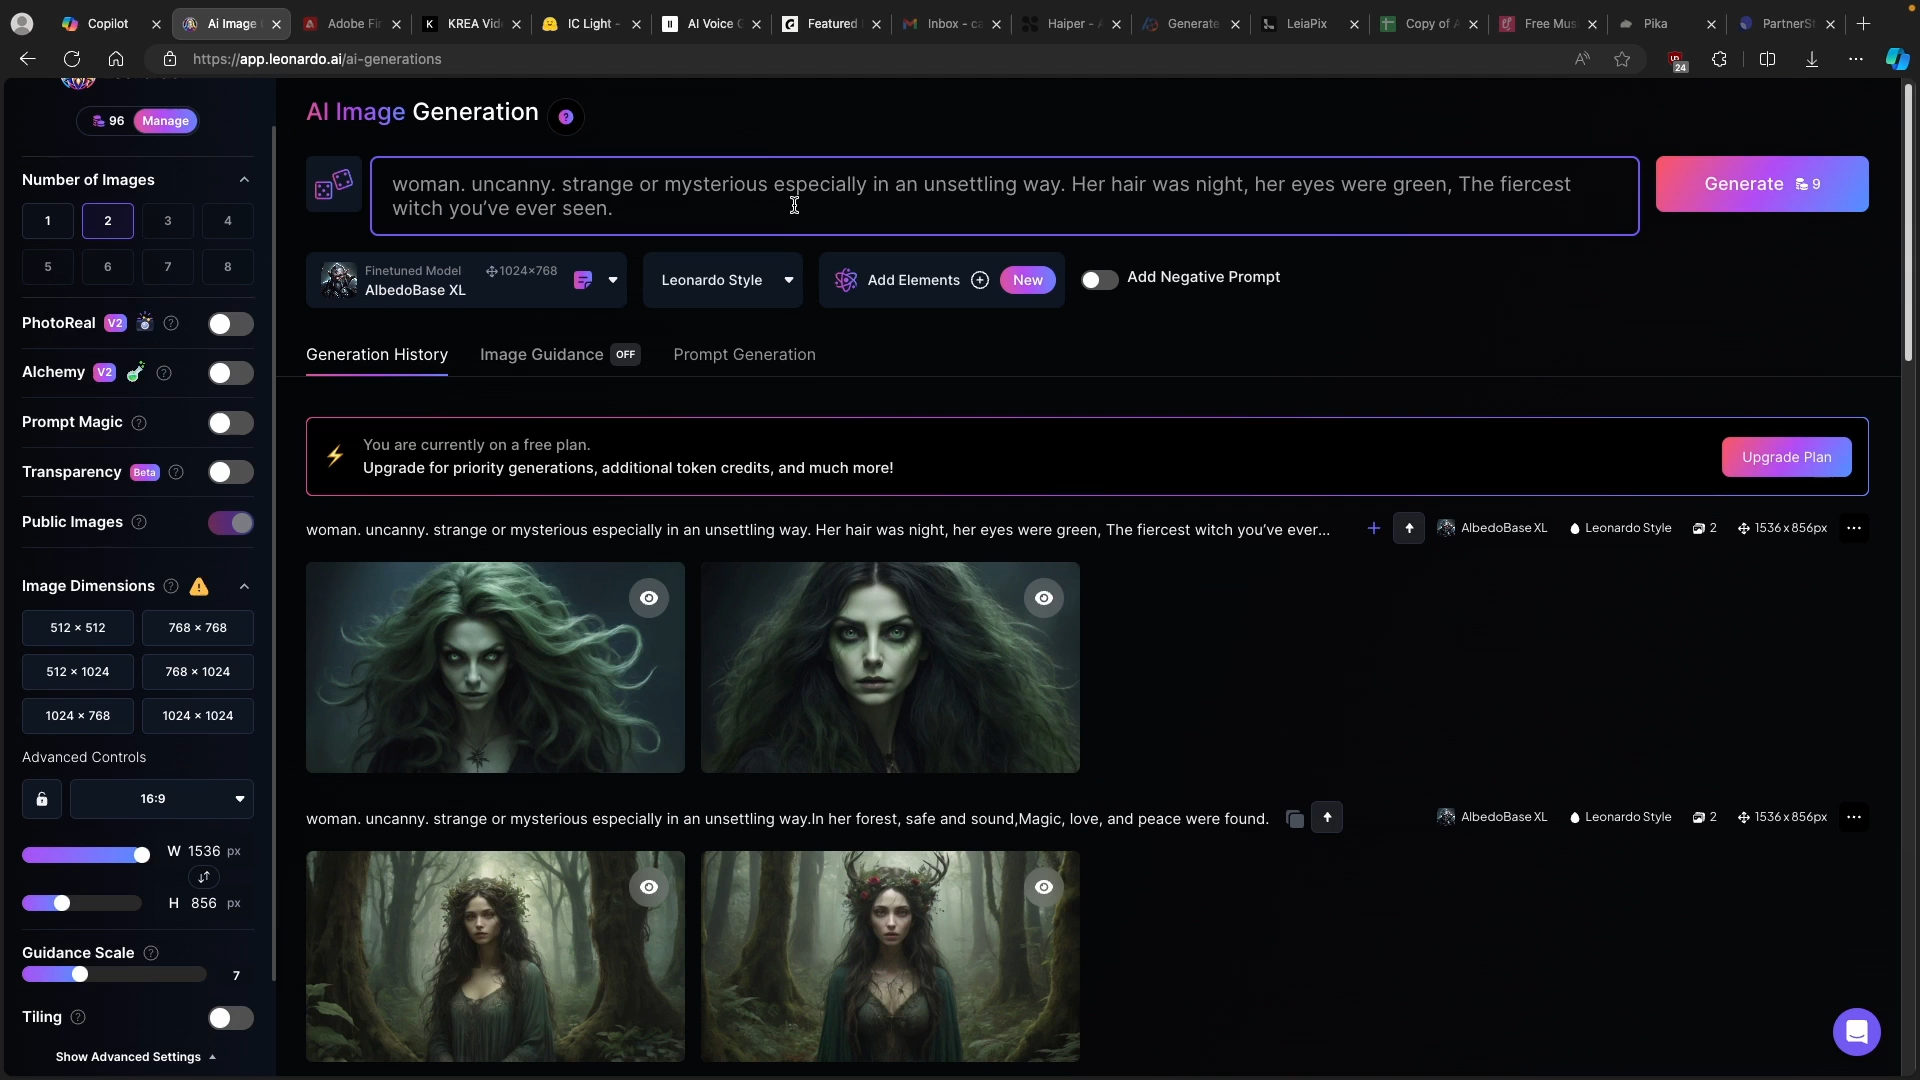 Copilot
Ai Image
Adobe Fi
KREA Vid
IC Light -
AI Voice
Featured
Inbox - c
Haiper -
Generate
LeiaPix
Copy of
Free Mus
Pika
PartnerSt
https://app.leonardo.ai/ai-generations
24
96
Manage
AI Image Generation
?
Number of Images
1
2
3
4
5
6
7
8
woman. uncanny. strange or mysterious especially in an unsettling way. Her hair was night, her eyes were green, The fiercest
witch you’ve ever seen.
Generate 9
Finetuned Model
1024×768
AlbedoBase XL
Leonardo Style
Add Elements
New
Add Negative Prompt
PhotoReal V2
Alchemy V2
Prompt Magic
Transparency Beta
Public Images
Generation History
Image Guidance OFF
Prompt Generation
You are currently on a free plan.
Upgrade for priority generations, additional token credits, and much more!
Upgrade Plan
woman. uncanny. strange or mysterious especially in an unsettling way. Her hair was night, her eyes were green, The fiercest witch you’ve ever...
AlbedoBase XL
Leonardo Style
2
1536 x 856px
Image Dimensions
512 × 512
768 × 768
512 × 1024
768 × 1024
1024 × 768
1024 × 1024
Advanced Controls
16:9
W 1536 px
H 856 px
woman. uncanny. strange or mysterious especially in an unsettling way.In her forest, safe and sound,Magic, love, and peace were found.
AlbedoBase XL
Leonardo Style
2
1536 x 856px
Guidance Scale
7
Tiling
Show Advanced Settings